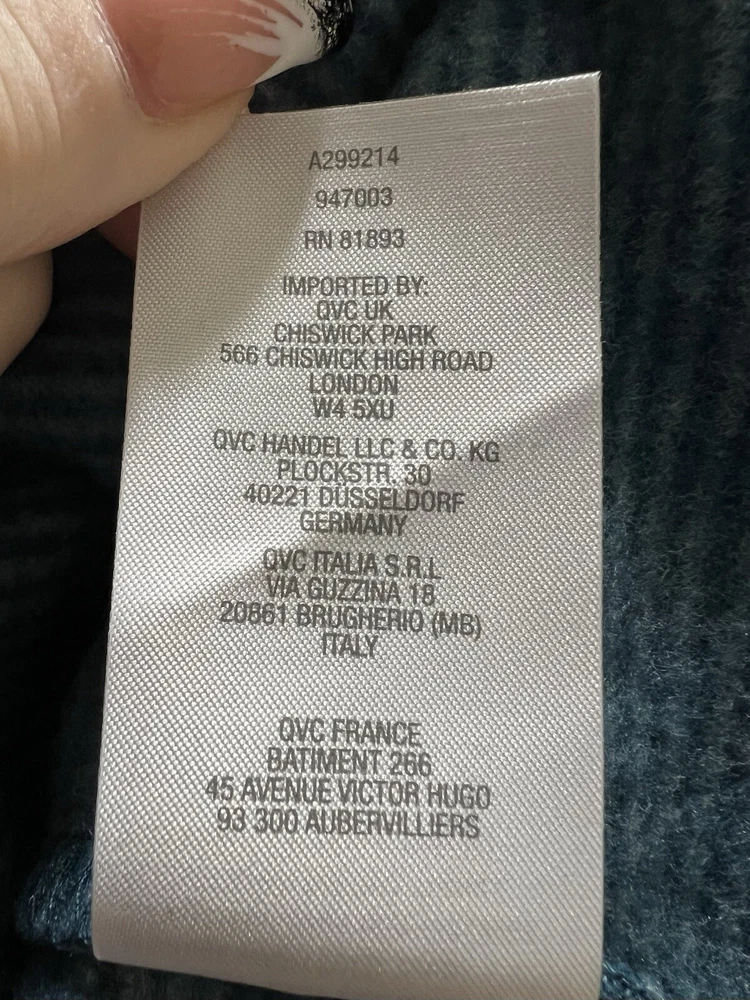 A299214
947003
RN 81893
IMPORTED BY:
QVC UK
CHISWICK PARK
566 CHISWICK HIGH ROAD
LONDON
W4 5XU
QVC HANDEL LLC & CO. KG
PLOCKSTR. 30
40221 DÜSSELDORF
GERMANY
QVC ITALIA S.R.L
VIA GUZZINA 18
20861 BRUGHERIO (MB)
ITALY
QVC FRANCE
BATIMENT 266
45 AVENUE VICTOR HUGO
93 300 AUBERVILLIERS